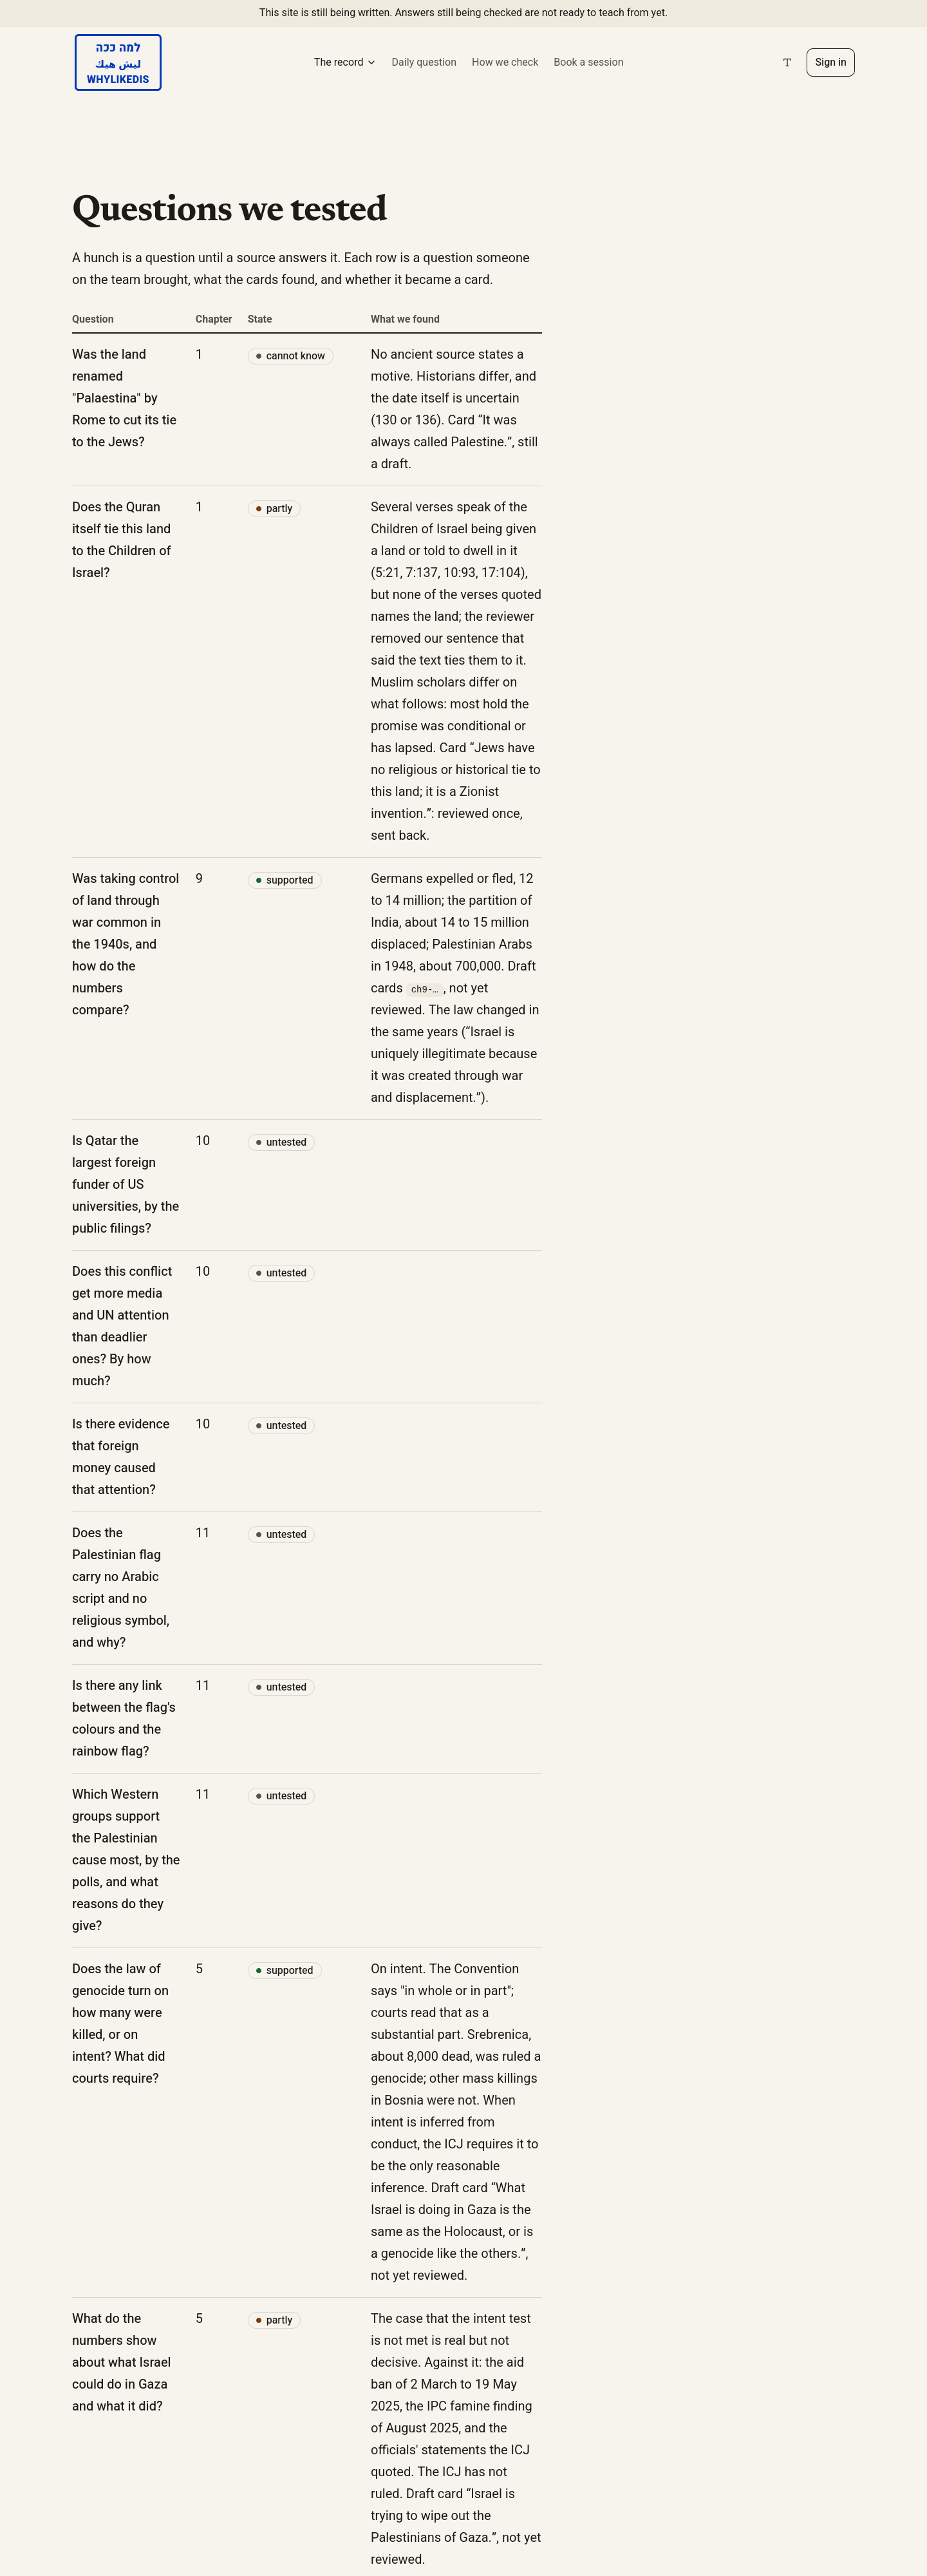 This site is still being written. Answers still being checked are not ready to teach from yet.
למה ככה
ليش هيك
WHYLIKEDIS
The record
Daily question
How we check
Book a session
T
Sign in
Questions we tested
A hunch is a question until a source answers it. Each row is a question someone
on the team brought, what the cards found, and whether it became a card.
Question Chapter State What we found
Was the land
renamed
"Palaestina" by
Rome to cut its tie
to the Jews?
1
cannot know
No ancient source states a
motive. Historians differ, and
the date itself is uncertain
(130 or 136). Card “It was
always called Palestine.”, still
a draft.
Does the Quran
itself tie this land
to the Children of
Israel?
1
partly
Several verses speak of the
Children of Israel being given
a land or told to dwell in it
(5:21, 7:137, 10:93, 17:104),
but none of the verses quoted
names the land; the reviewer
removed our sentence that
said the text ties them to it.
Muslim scholars differ on
what follows: most hold the
promise was conditional or
has lapsed. Card “Jews have
no religious or historical tie to
this land; it is a Zionist
invention.”: reviewed once,
sent back.
Was taking control
of land through
war common in
the 1940s, and
how do the
numbers
compare?
9
supported
Germans expelled or fled, 12
to 14 million; the partition of
India, about 14 to 15 million
displaced; Palestinian Arabs
in 1948, about 700,000. Draft
cards ch9-…, not yet
reviewed. The law changed in
the same years (“Israel is
uniquely illegitimate because
it was created through war
and displacement.”).
Is Qatar the
largest foreign
funder of US
universities, by the
public filings?
10
untested
Does this conflict
get more media
and UN attention
than deadlier
ones? By how
much?
10
untested
Is there evidence
that foreign
money caused
that attention?
10
untested
Does the
Palestinian flag
carry no Arabic
script and no
religious symbol,
and why?
11
untested
Is there any link
between the flag's
colours and the
rainbow flag?
11
untested
Which Western
groups support
the Palestinian
cause most, by the
polls, and what
reasons do they
give?
11
untested
Does the law of
genocide turn on
how many were
killed, or on
intent? What did
courts require?
5
supported
On intent. The Convention
says "in whole or in part";
courts read that as a
substantial part. Srebrenica,
about 8,000 dead, was ruled a
genocide; other mass killings
in Bosnia were not. When
intent is inferred from
conduct, the ICJ requires it to
be the only reasonable
inference. Draft card “What
Israel is doing in Gaza is the
same as the Holocaust, or is
a genocide like the others.”,
not yet reviewed.
What do the
numbers show
about what Israel
could do in Gaza
and what it did?
5
partly
The case that the intent test
is not met is real but not
decisive. Against it: the aid
ban of 2 March to 19 May
2025, the IPC famine finding
of August 2025, and the
officials' statements the ICJ
quoted. The ICJ has not
ruled. Draft card “Israel is
trying to wipe out the
Palestinians of Gaza.”, not yet
reviewed.